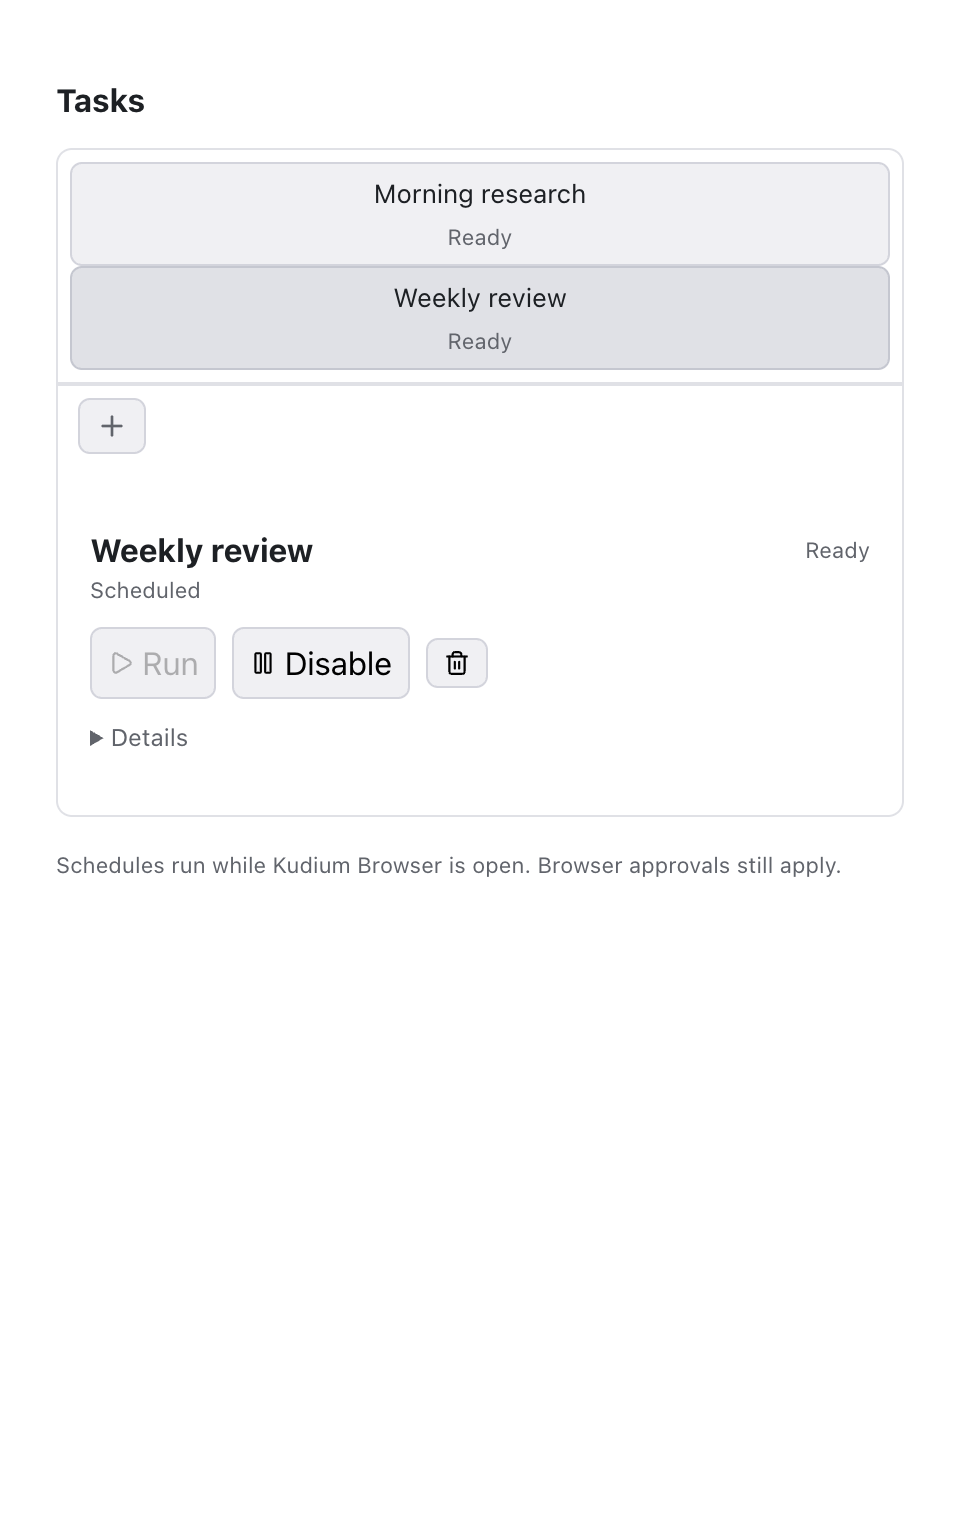 Tasks
Morning research
Ready
Weekly review
Ready
Weekly review
Ready
Scheduled
Run
Disable
Details
Schedules run while Kudium Browser is open. Browser approvals still apply.